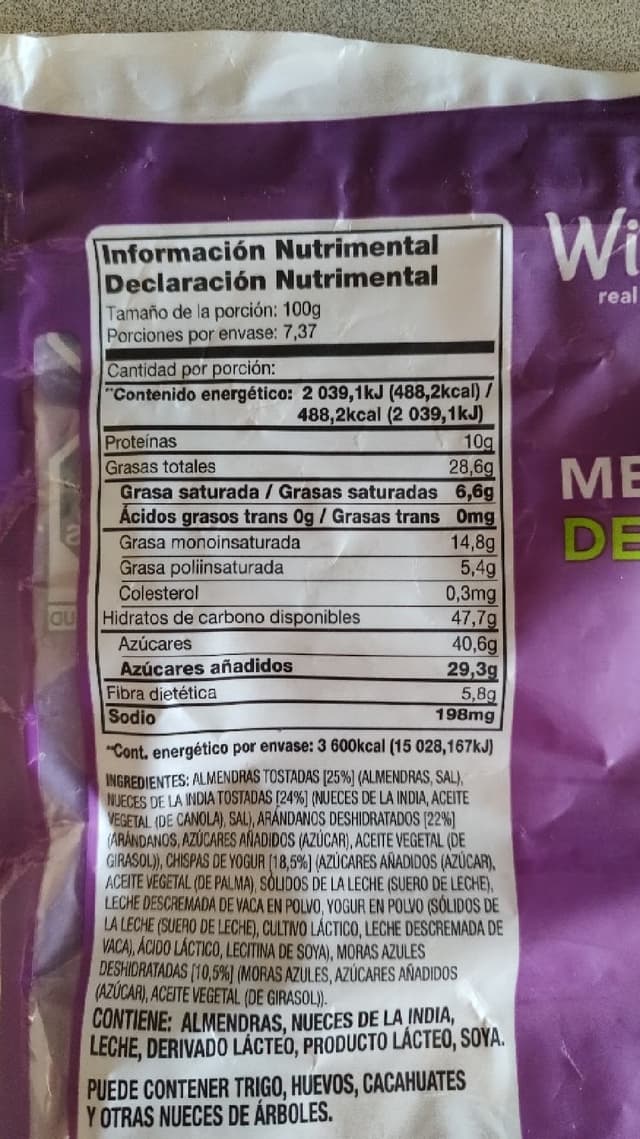 Información Nutrimental
Declaración Nutrimental
Tamaño de la porción: 100g
Porciones por envase: 7,37
Cantidad por porción:
**Contenido energético: 2 039,1kJ (488,2kcal) /
488,2kcal (2 039,1kJ)
Proteínas 10g
Grasas totales 28,6g
Grasa saturada / Grasas saturadas 6,6g
Ácidos grasos trans 0g / Grasas trans 0mg
Grasa monoinsaturada 14,8g
Grasa poliinsaturada 5,4g
Colesterol 0,3mg
Hidratos de carbono disponibles 47,7g
Azúcares 40,6g
Azúcares añadidos 29,3g
Fibra dietética 5,8g
Sodio 198mg
**Cont. energético por envase: 3 600kcal (15 028,167kJ)
INGREDIENTES: ALMENDRAS TOSTADAS [25%] (ALMENDRAS, SAL),
NUECES DE LA INDIA TOSTADAS [24%] (NUECES DE LA INDIA, ACEITE
VEGETAL (DE CANOLA), SAL), ARÁNDANOS DESHIDRATADOS [22%]
(ARÁNDANOS, AZÚCARES AÑADIDOS (AZÚCAR), ACEITE VEGETAL (DE
GIRASOL)), CHISPAS DE YOGUR [18,5%] (AZÚCARES AÑADIDOS (AZÚCAR),
ACEITE VEGETAL (DE PALMA), SÓLIDOS DE LA LECHE (SUERO DE LECHE),
LECHE DESCREMADA DE VACA EN POLVO, YOGUR EN POLVO (SÓLIDOS DE
LA LECHE (SUERO DE LECHE), CULTIVO LÁCTICO, LECHE DESCREMADA DE
VACA), ÁCIDO LÁCTICO, LECITINA DE SOYA), MORAS AZULES
DESHIDRATADAS [10,5%] (MORAS AZULES, AZÚCARES AÑADIDOS
(AZÚCAR), ACEITE VEGETAL (DE GIRASOL)).
CONTIENE: ALMENDRAS, NUECES DE LA INDIA,
LECHE, DERIVADO LÁCTEO, PRODUCTO LÁCTEO, SOYA.
PUEDE CONTENER TRIGO, HUEVOS, CACAHUATES
Y OTRAS NUECES DE ÁRBOLES.
Wi
real
ME
DE